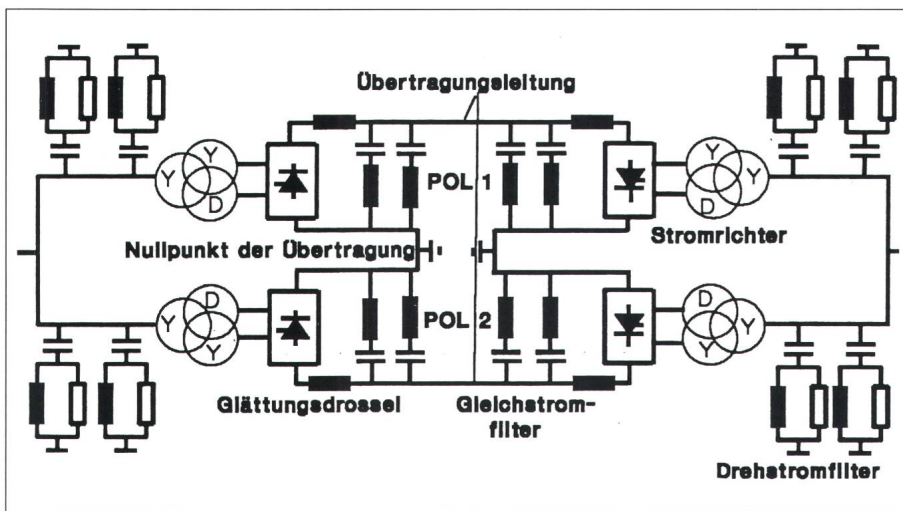 Übertragungsleitung
Y
Y
D
POL 1
Y
Y
D
Stromrichter
Nullpunkt der Übertragung
D
Y
Y
POL 2
D
Y
Y
Glättungsdrossel
Gleichstrom-
filter
Drehstromfilter